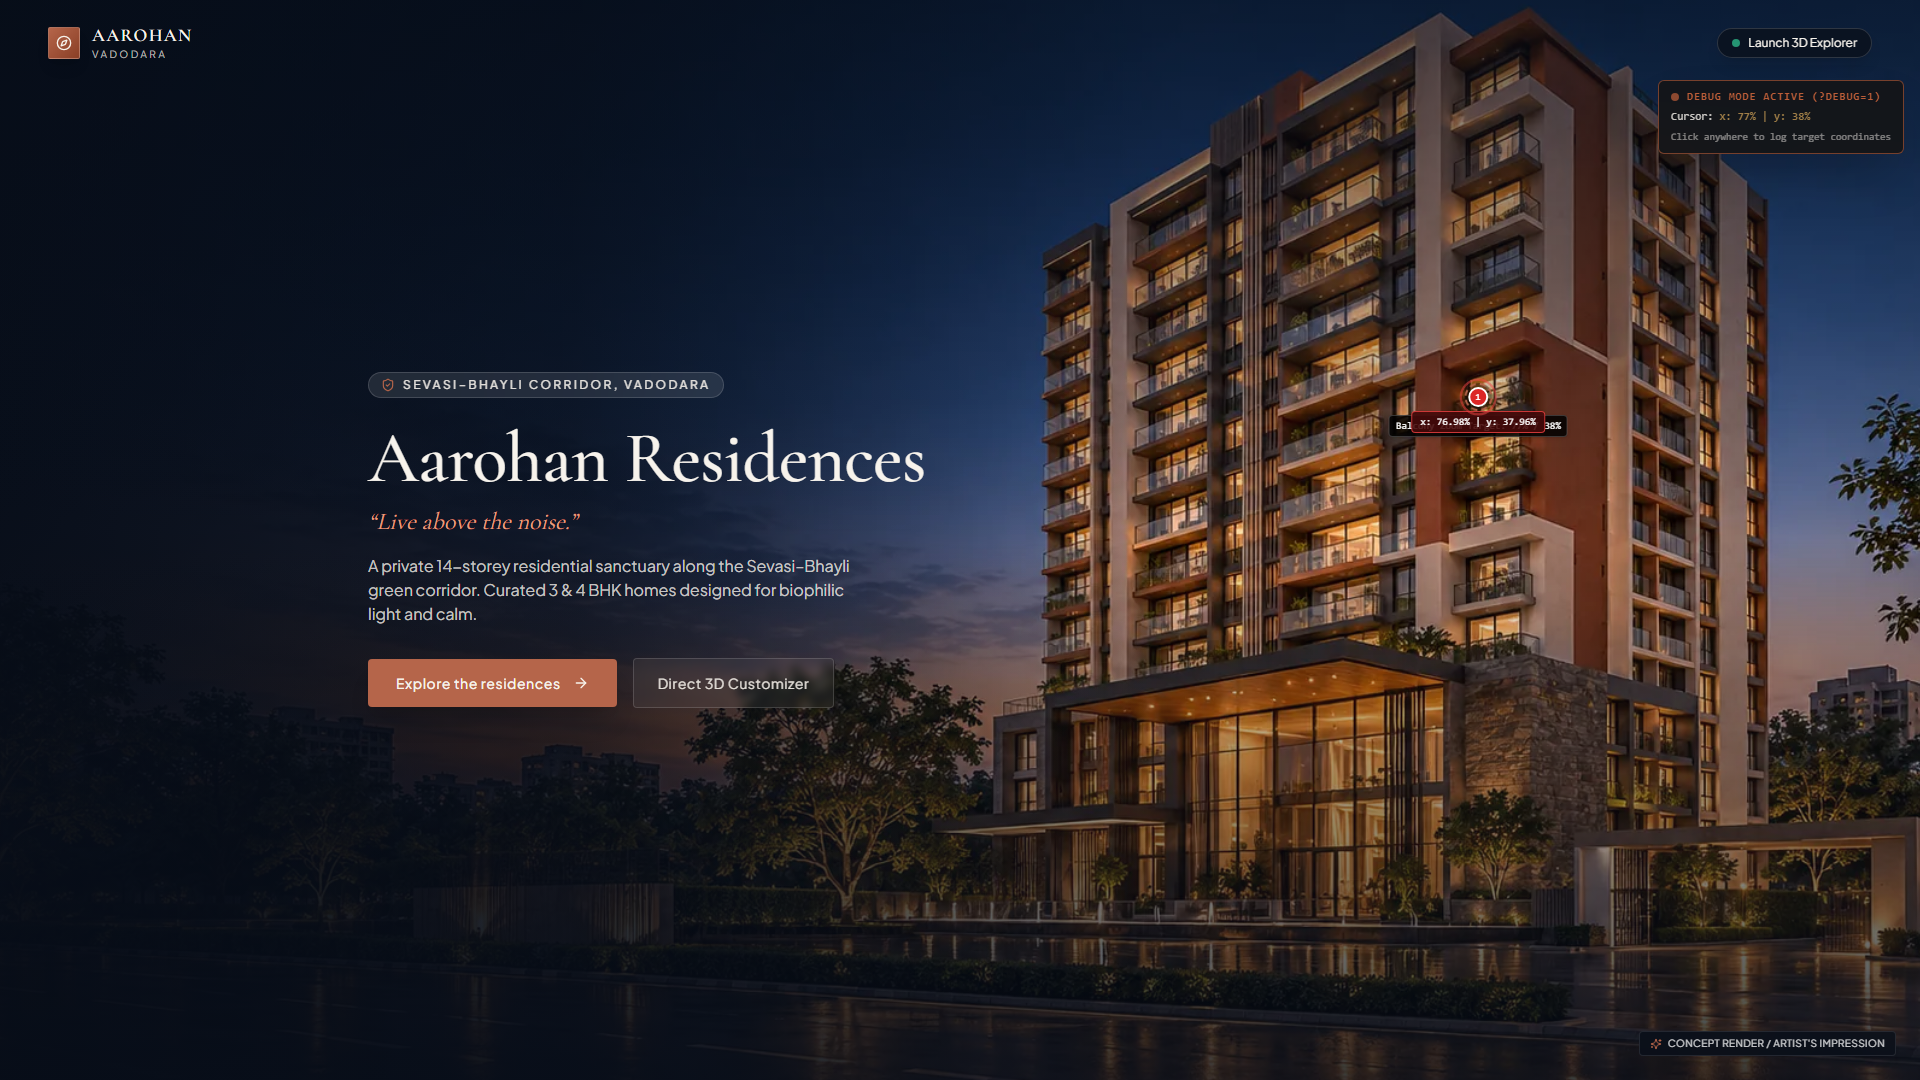 AAROHAN
VADODARA
Launch 3D Explorer
DEBUG MODE ACTIVE (?DEBUG=1)
Cursor: x: 77% | y: 38%
Click anywhere to log target coordinates
SEVASI–BHAYLI CORRIDOR, VADODARA
Aarohan Residences
“Live above the noise.”
A private 14–storey residential sanctuary along the Sevasi–Bhayli
green corridor. Curated 3 & 4 BHK homes designed for biophilic
light and calm.
Explore the residences
Direct 3D Customizer
1
x: 76.98% | y: 37.96%
38%
CONCEPT RENDER / ARTIST'S IMPRESSION